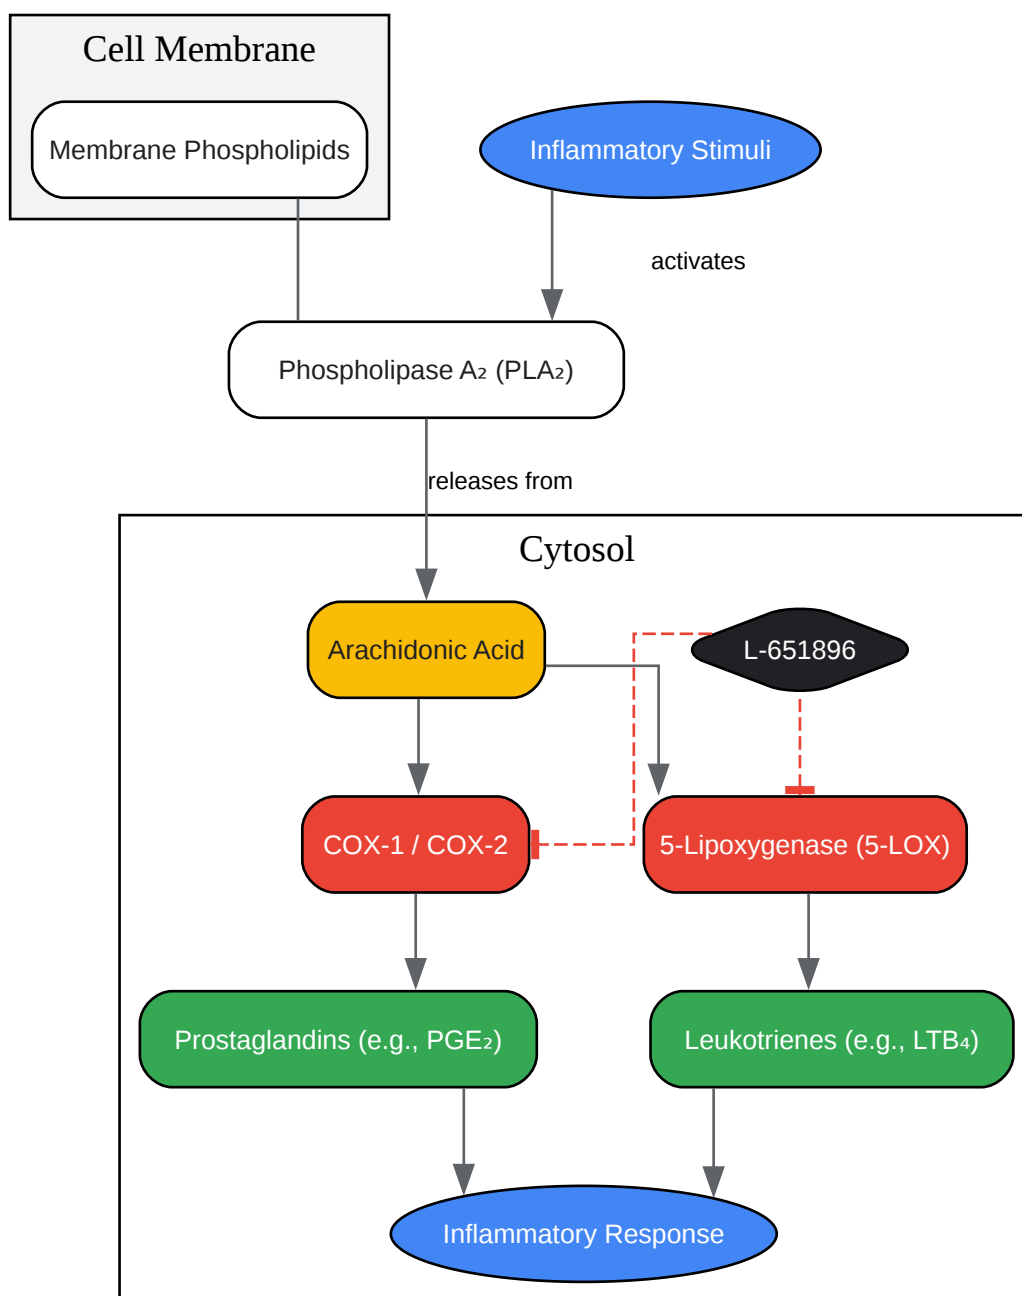 Cell Membrane
Membrane Phospholipids
Inflammatory Stimuli
activates
Phospholipase A₂ (PLA₂)
releases from
Cytosol
Arachidonic Acid
L-651896
COX-1 / COX-2
5-Lipoxygenase (5-LOX)
Prostaglandins (e.g., PGE₂)
Leukotrienes (e.g., LTB₄)
Inflammatory Response